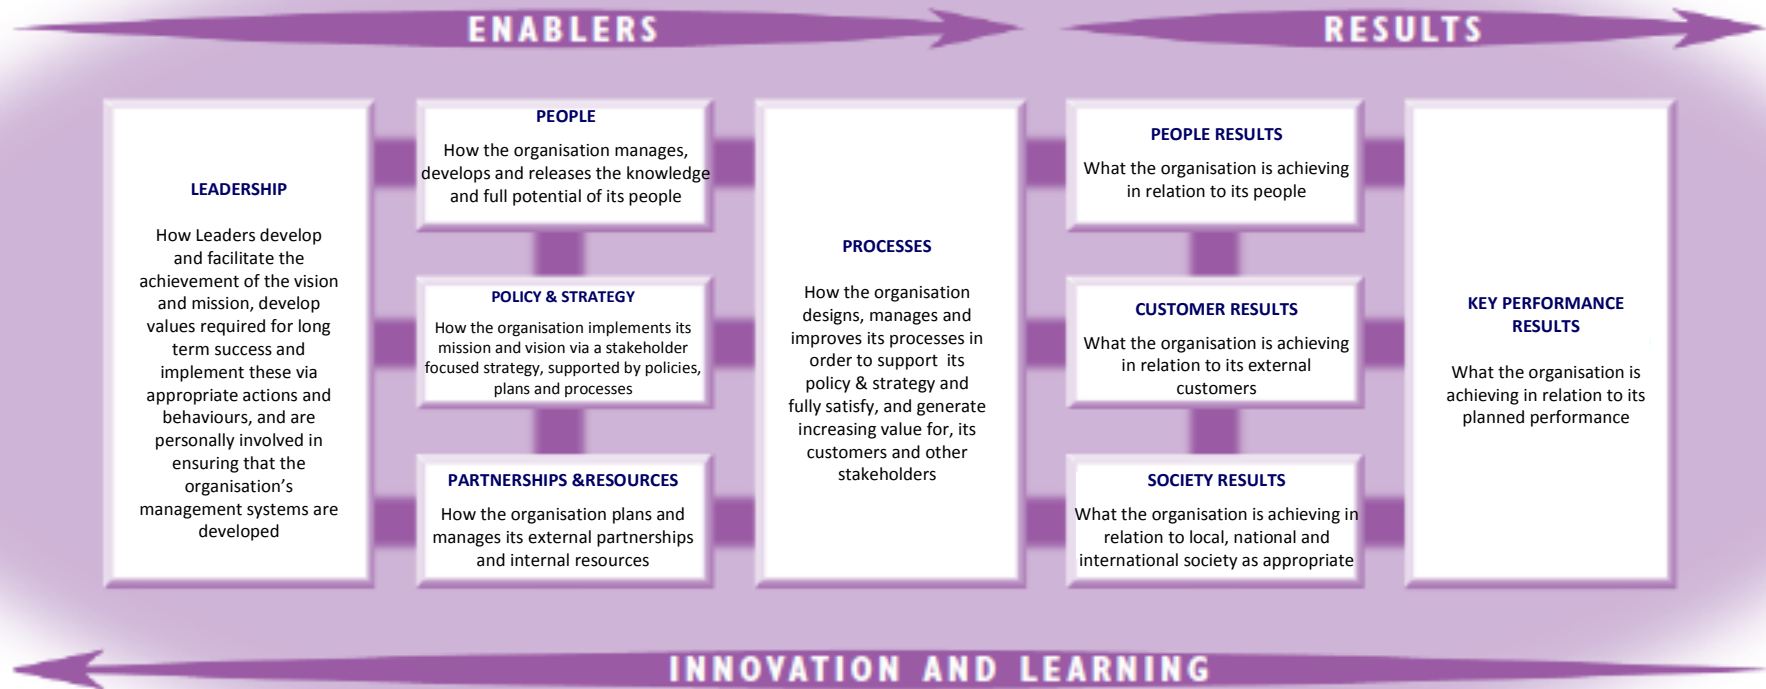 ENABLERS
RESULTS
LEADERSHIP
How Leaders develop
and facilitate the
achievement of the vision
and mission, develop
values required for long
term success and
implement these via
appropriate actions and
behaviours, and are
personally involved in
ensuring that the
organisation’s
management systems are
developed
PEOPLE
How the organisation manages,
develops and releases the knowledge
and full potential of its people
POLICY & STRATEGY
How the organisation implements its
mission and vision via a stakeholder
focused strategy, supported by policies,
plans and processes
PARTNERSHIPS &RESOURCES
How the organisation plans and
manages its external partnerships
and internal resources
PROCESSES
How the organisation
designs, manages and
improves its processes in
order to support its
policy & strategy and
fully satisfy, and generate
increasing value for, its
customers and other
stakeholders
PEOPLE RESULTS
What the organisation is achieving
in relation to its people
CUSTOMER RESULTS
What the organisation is achieving
in relation to its external
customers
SOCIETY RESULTS
What the organisation is achieving in
relation to local, national and
international society as appropriate
KEY PERFORMANCE
RESULTS
What the organisation is
achieving in relation to its
planned performance
INNOVATION AND LEARNING